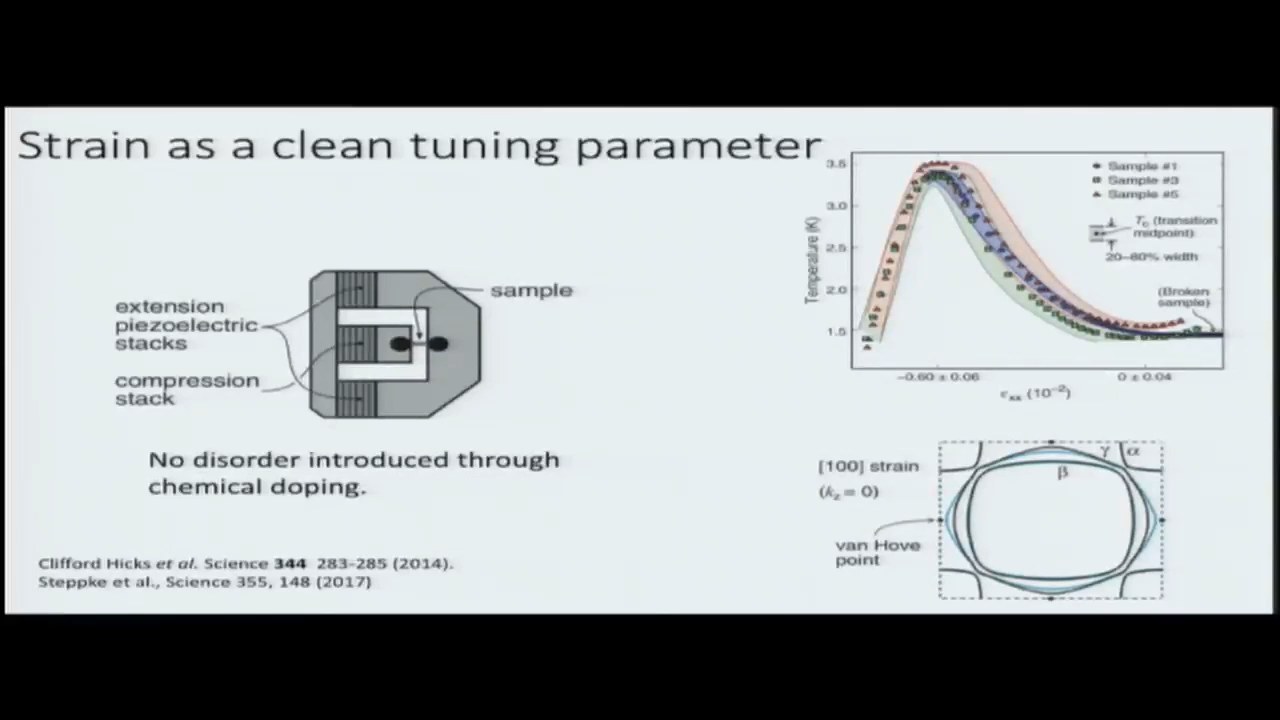 Strain as a clean tuning parameter
extension
piezoelectric
stacks
compression
stack
sample
No disorder introduced through
chemical doping.
Clifford Hicks et al. Science 344 283-285 (2014).
Steppke et al., Science 355, 148 (2017)
3.5
3.0
2.5
2.0
1.5
Temperature (K)
Sample #1
Sample #3
Sample #5
Tc (transition
midpoint)
20–80% width
(Broken
sample)
−0.60 ± 0.06
0 ± 0.04
εxx (10⁻²)
[100] strain
(kz = 0)
van Hove
point
γ
α
β